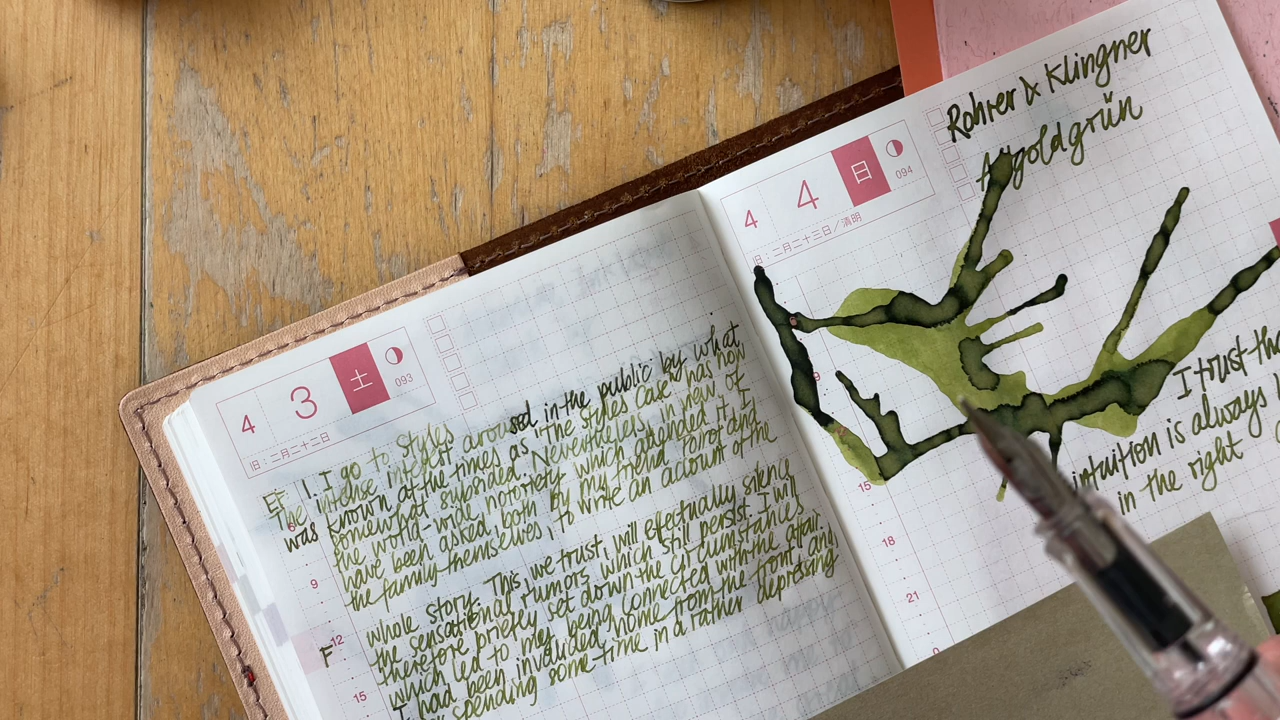 4 3 土 093
旧:二月二十二日
EF 1. I go to Styles
The intense interest aroused in the public by what
was known at the times as "The Styles Case" has now
somewhat subsided. Nevertheless, in view of
the world-wide notoriety which attended it, I
have been asked, both by my friend Poirot and
the family themselves, to write an account of the
whole story. This, we trust, will effectually silence
the sensational rumors which still persist. I will
therefore briefly set down the circumstances
which led to my being connected with the affair.
I had been invalided home from the front; and,
spending some time in a rather depressing
6
9
F 12
15
4 4 日 094
旧:二月二十三日/清明
Rohrer & Klingner
Altgoldgrün
9
15
18
21
0
I trust
intuition is always
in the right